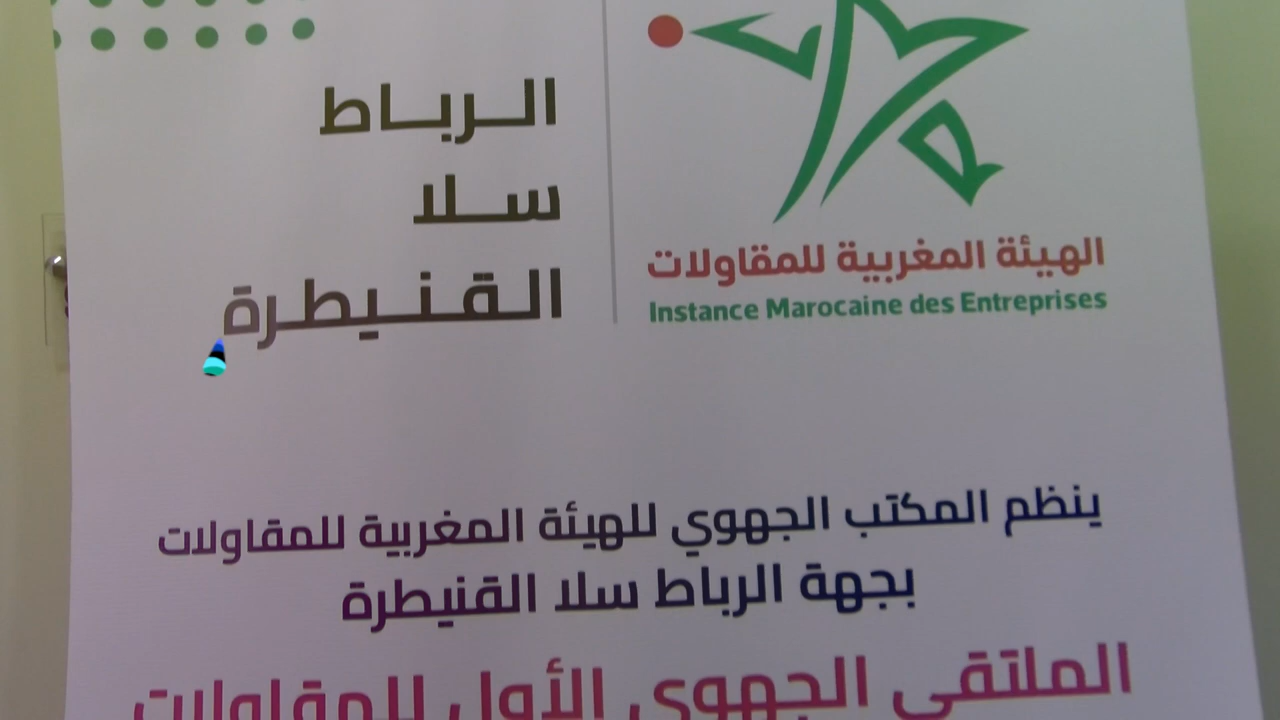 الرباط
سلا
القنيطرة
الهيئة المغربية للمقاولات
Instance Marocaine des Entreprises
ينظم المكتب الجهوي للهيئة المغربية للمقاولات
بجهة الرباط سلا القنيطرة
الملتقى الجهوي الأول للمقاولات